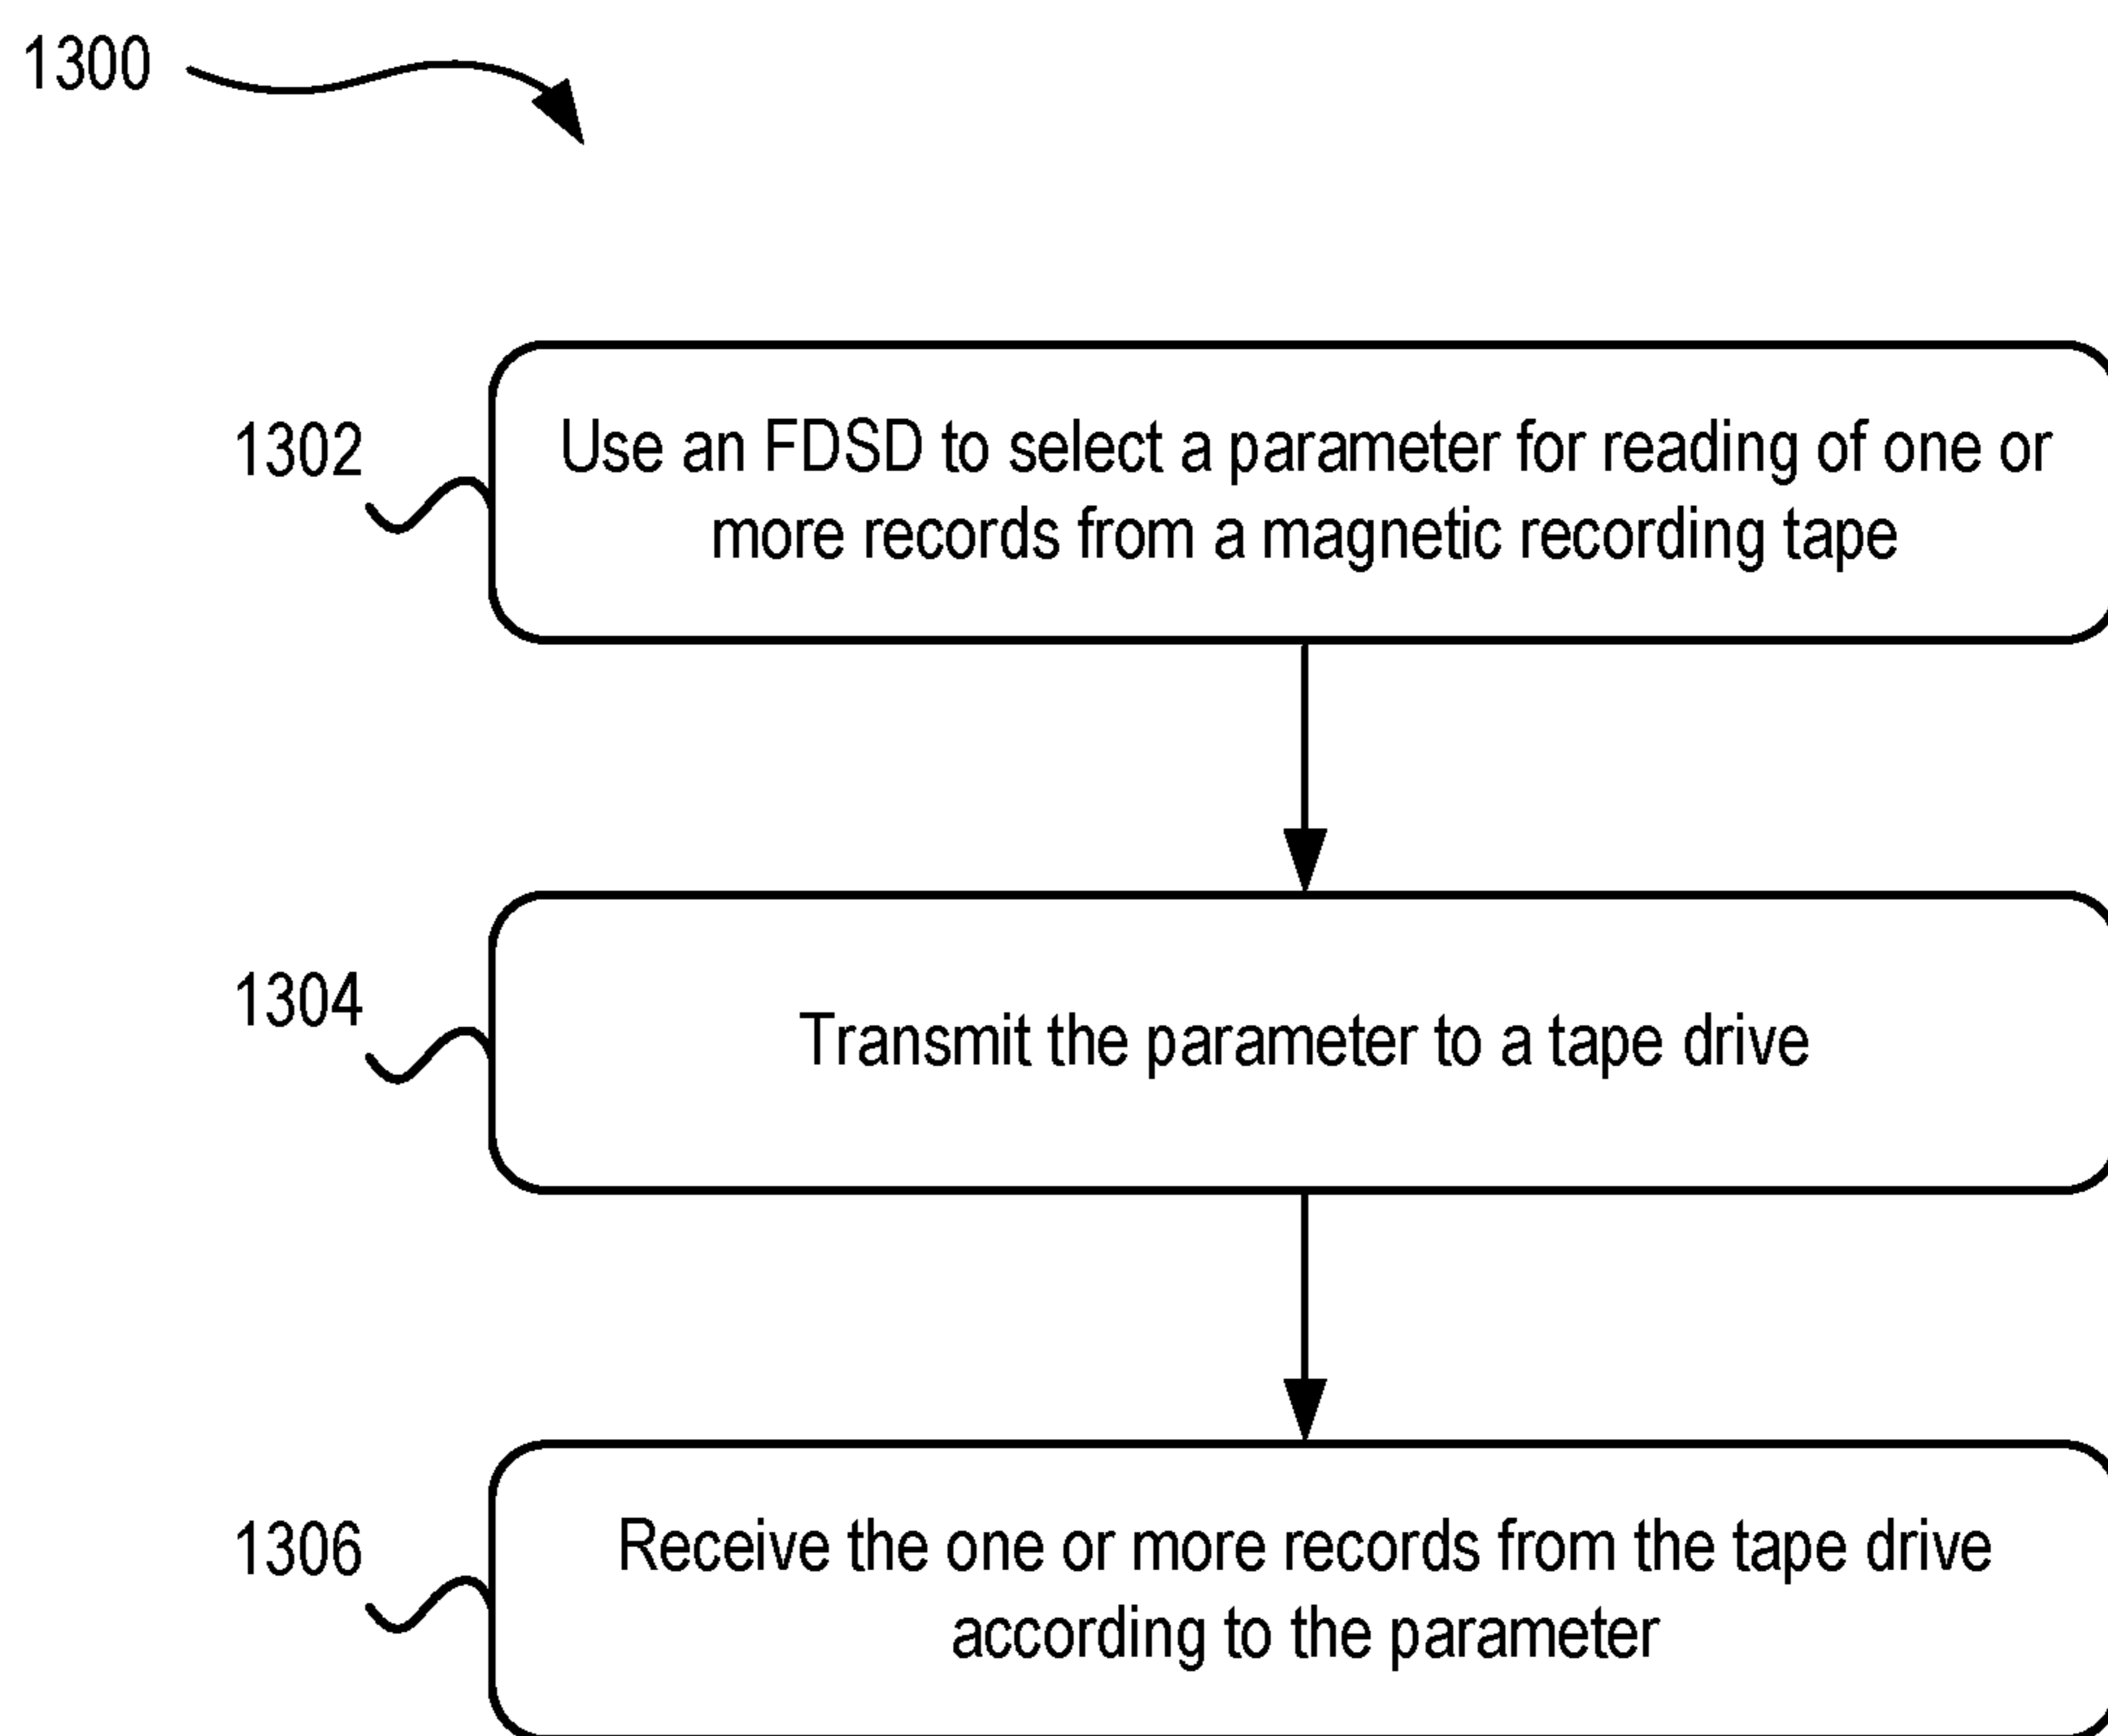 1300
1302
Use an FDSD to select a parameter for reading of one or
more records from a magnetic recording tape
1304
Transmit the parameter to a tape drive
1306
Receive the one or more records from the tape drive
according to the parameter